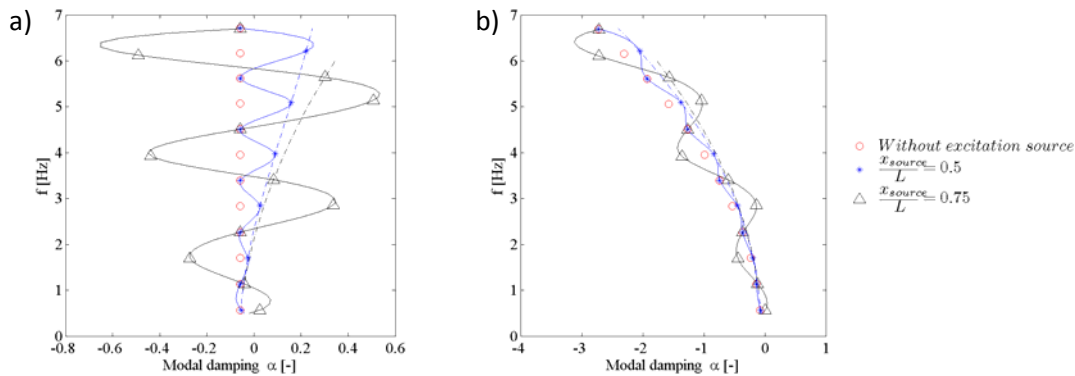 a)
7
6
5
4
3
2
1
0
f [Hz]
-0.8 -0.6 -0.4 -0.2 0 0.2 0.4 0.6
Modal damping α [-]
b)
7
6
5
4
3
2
1
0
f [Hz]
-4 -3 -2 -1 0 1
Modal damping α [-]
Without excitation source
x_source/L = 0.5
x_source/L = 0.75